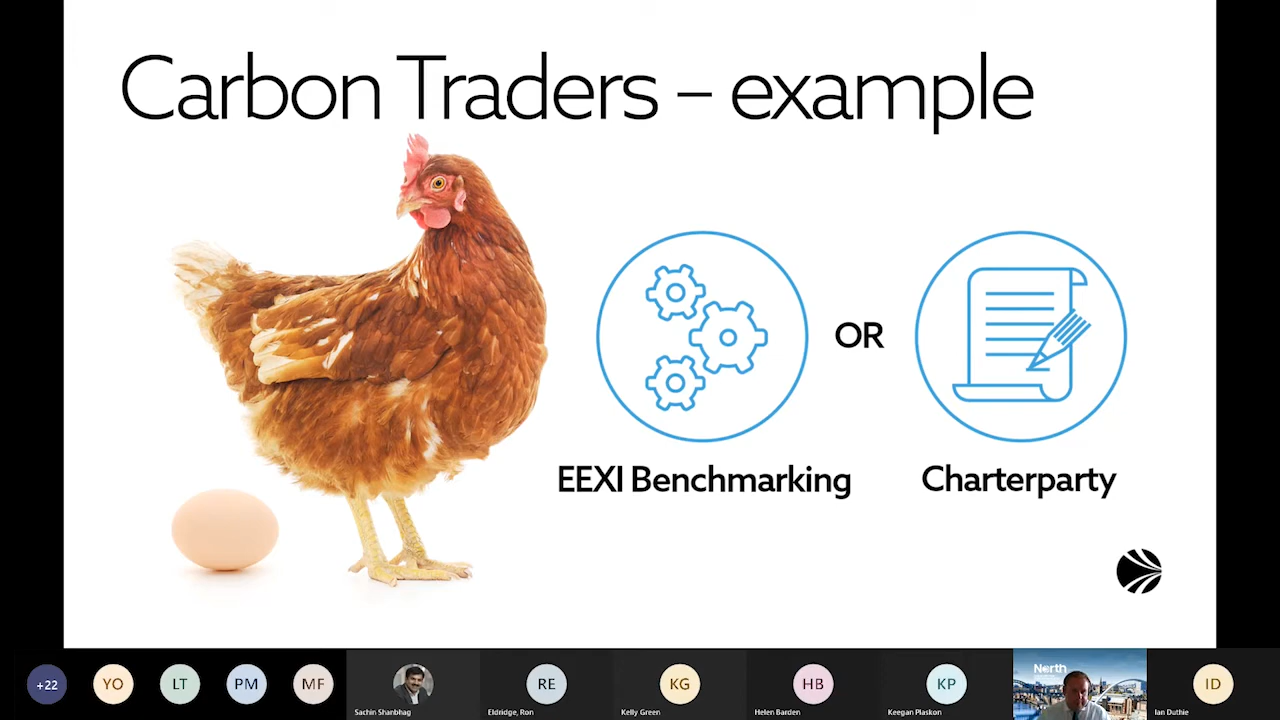 Carbon Traders – example
OR
EEXI Benchmarking
Charterparty
+22
YO
LT
PM
MF
RE
KG
HB
KP
North
ID
Sachin Shanbhag
Eldridge, Ron
Kelly Green
Helen Barden
Keegan Plaskon
Ian Duthie